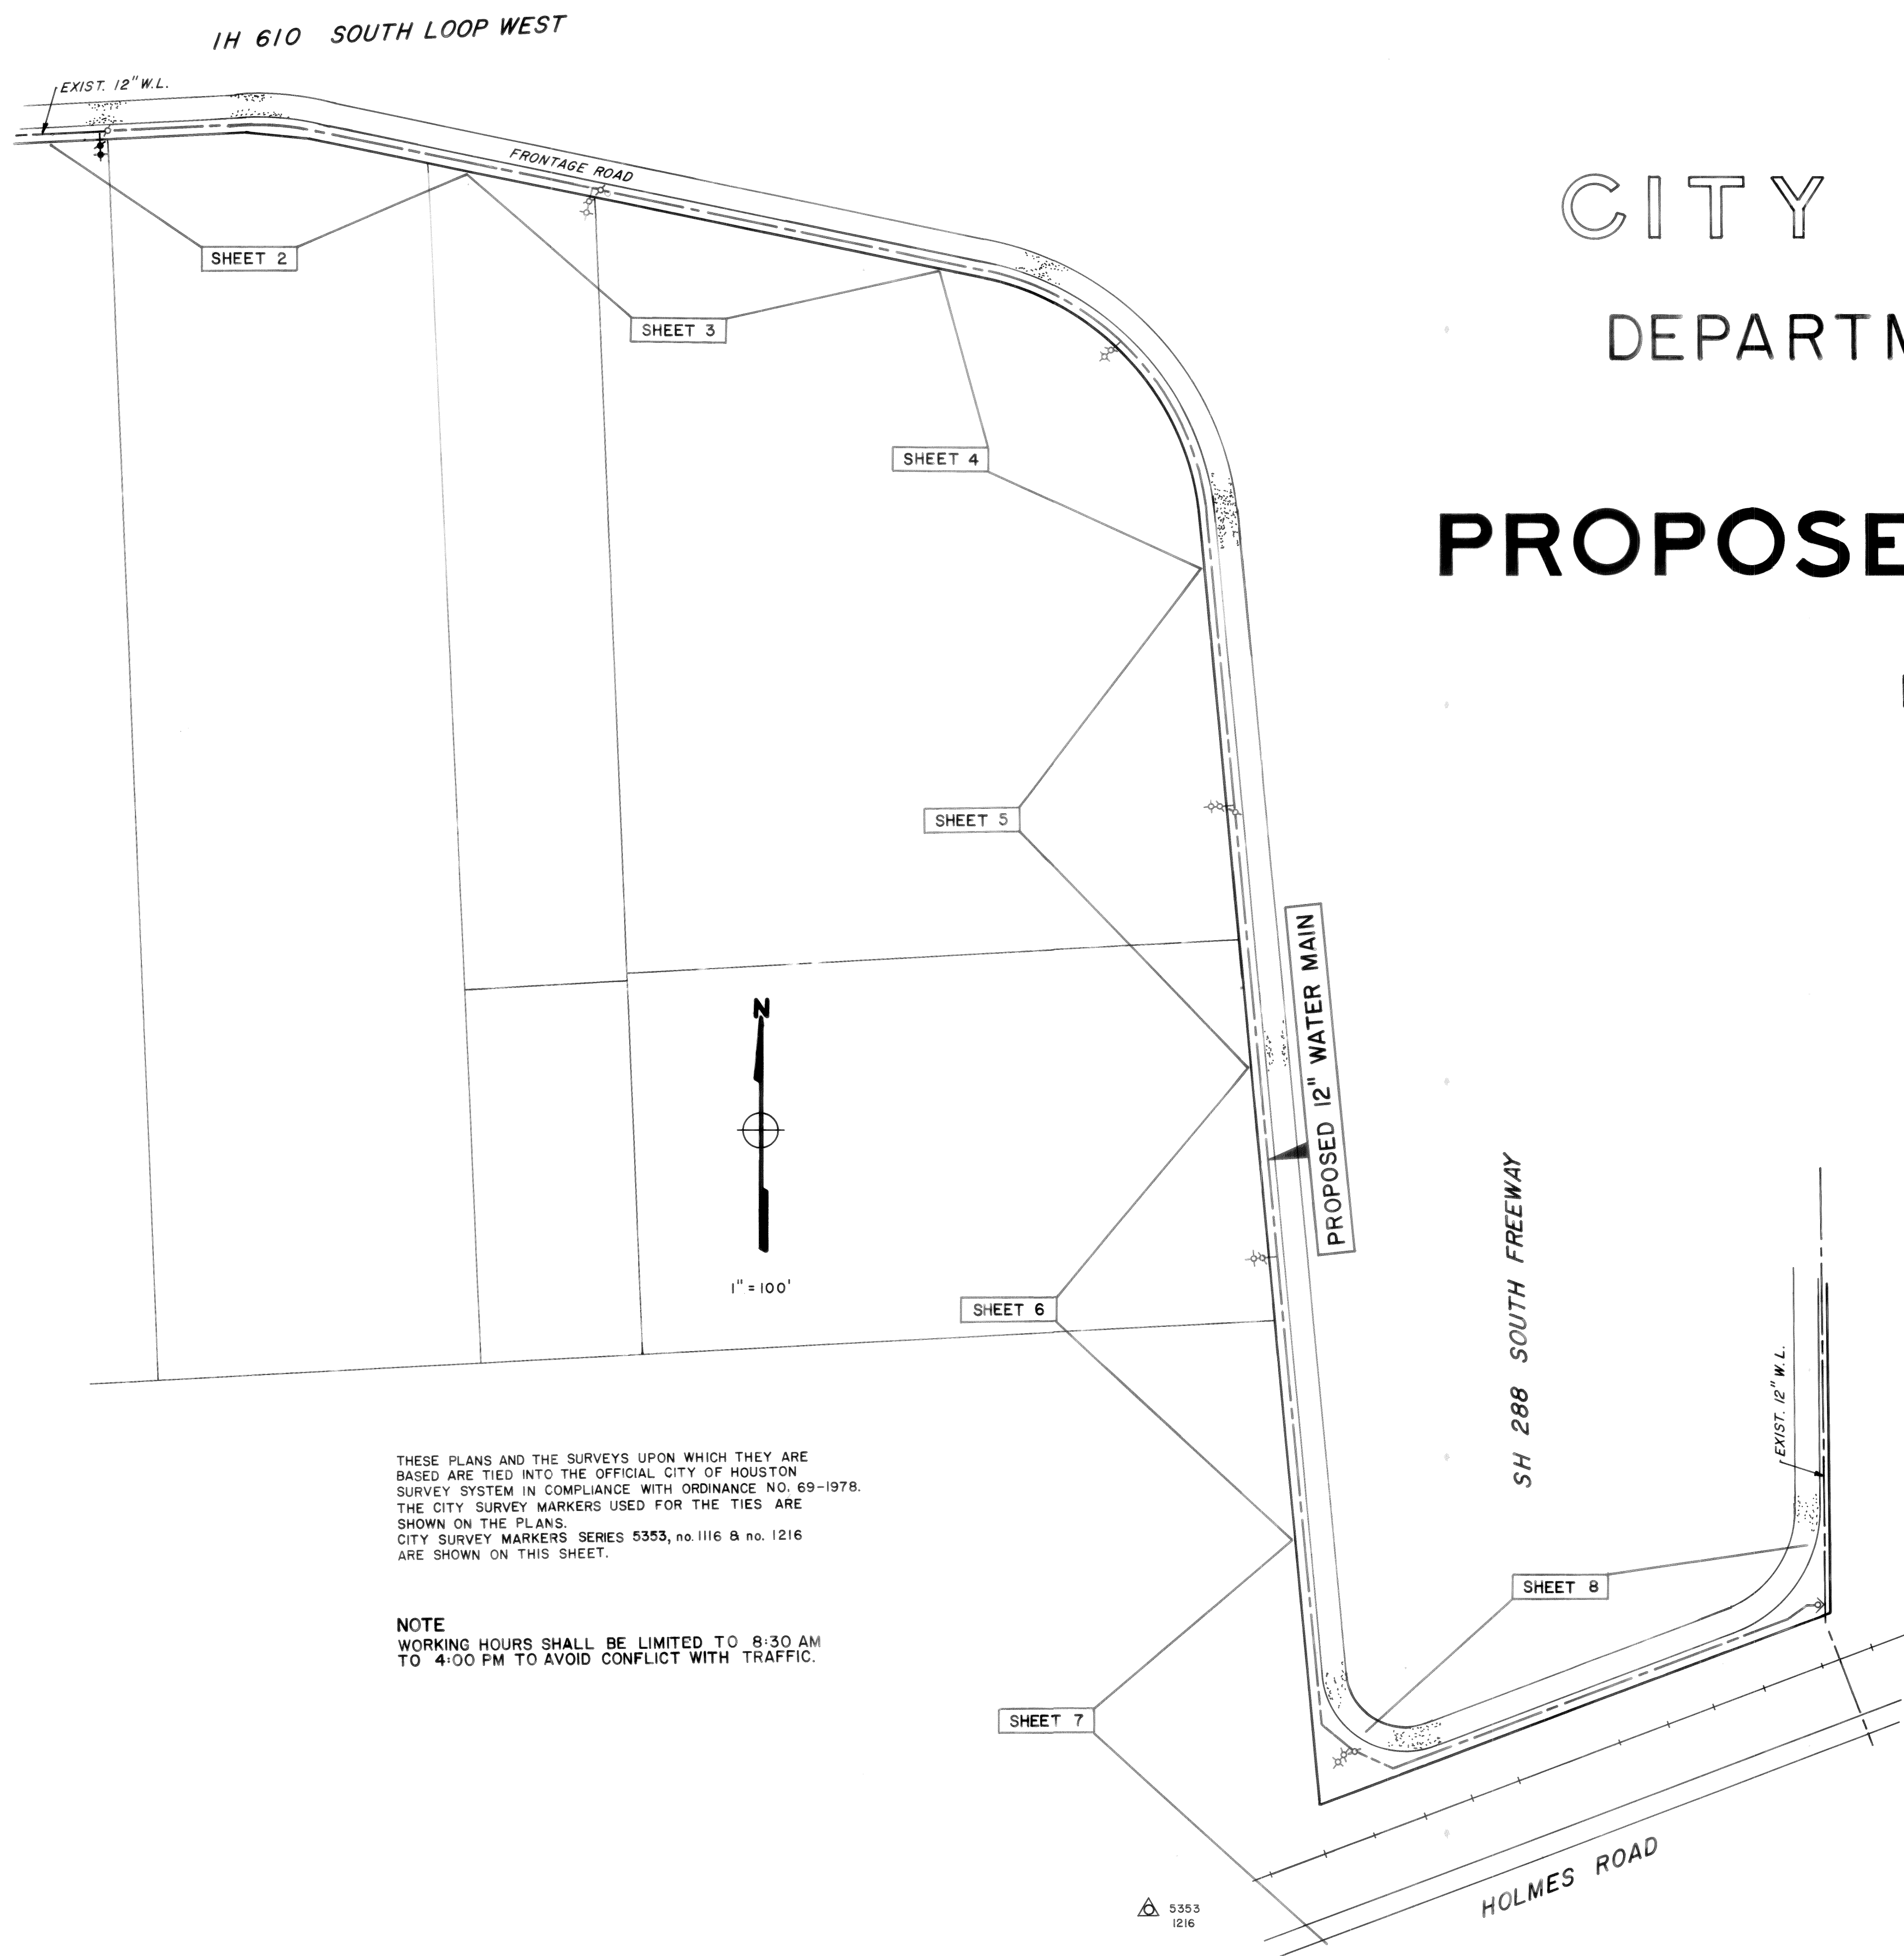 IH 610 SOUTH LOOP WEST
EXIST. 12" W.L.
FRONTAGE ROAD
SHEET 2
SHEET 3
SHEET 4
SHEET 5
SHEET 6
SHEET 7
SHEET 8
CITY
DEPARTM
PROPOSE
PROPOSED 12" WATER MAIN
N
1" = 100'
SH 288 SOUTH FREEWAY
EXIST. 12" W.L.
THESE PLANS AND THE SURVEYS UPON WHICH THEY ARE
BASED ARE TIED INTO THE OFFICIAL CITY OF HOUSTON
SURVEY SYSTEM IN COMPLIANCE WITH ORDINANCE NO. 69-1978.
THE CITY SURVEY MARKERS USED FOR THE TIES ARE
SHOWN ON THE PLANS.
CITY SURVEY MARKERS SERIES 5353, no. 1116 & no. 1216
ARE SHOWN ON THIS SHEET.
NOTE
WORKING HOURS SHALL BE LIMITED TO 8:30 AM
TO 4:00 PM TO AVOID CONFLICT WITH TRAFFIC.
HOLMES ROAD
5353
1216